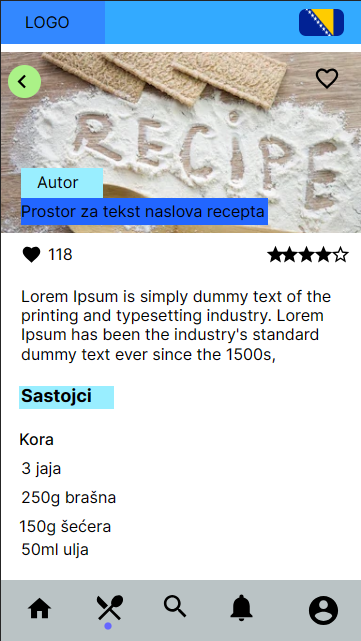 LOGO
RECIPE
Autor
Prostor za tekst naslova recepta
118
Lorem Ipsum is simply dummy text of the
printing and typesetting industry. Lorem
Ipsum has been the industry's standard
dummy text ever since the 1500s,
Sastojci
Kora
3 jaja
250g brašna
150g šećera
50ml ulja